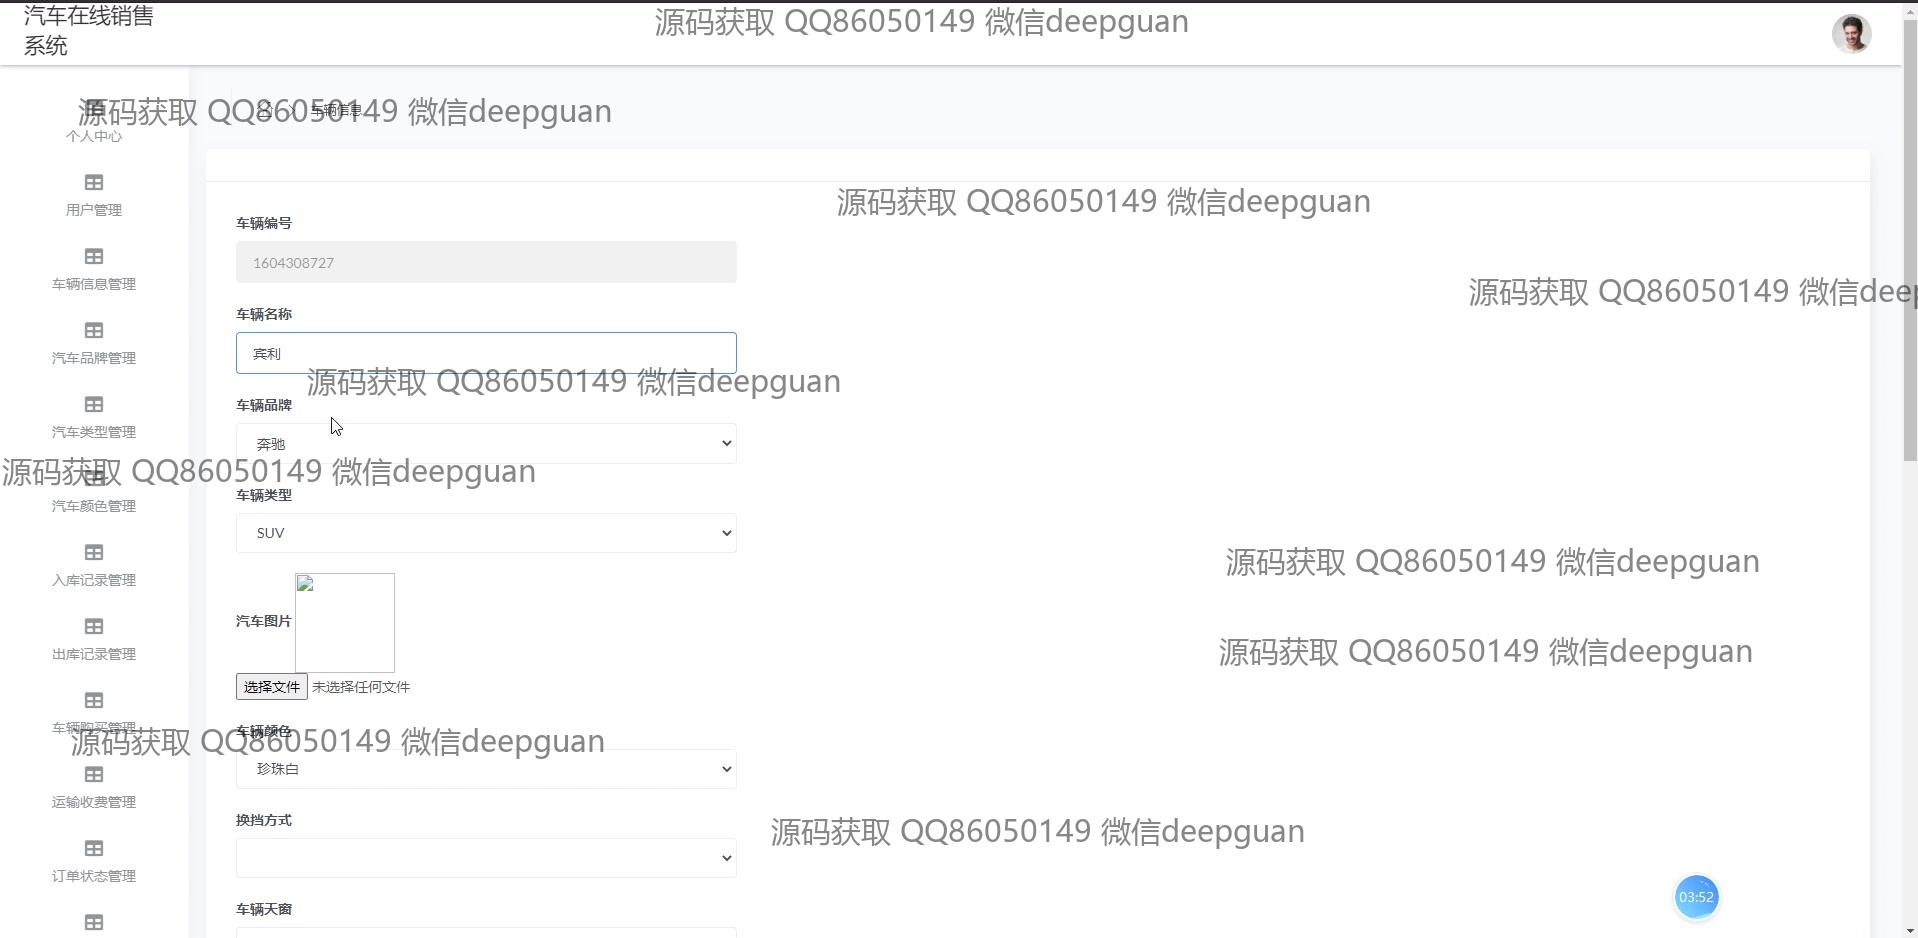 汽车在线销售
系统
源码获取 QQ86050149 微信deepguan
源码获取 QQ86050149 微信deepguan
车辆信息
个人中心
用户管理
源码获取 QQ86050149 微信deepguan
车辆编号
1604308727
车辆信息管理
源码获取 QQ86050149 微信deep
车辆名称
宾利
汽车品牌管理
源码获取 QQ86050149 微信deepguan
车辆品牌
奔驰
汽车类型管理
源码获取 QQ86050149 微信deepguan
车辆类型
汽车颜色管理
SUV
源码获取 QQ86050149 微信deepguan
入库记录管理
汽车图片
出库记录管理
源码获取 QQ86050149 微信deepguan
选择文件 未选择任何文件
车辆购买管理
车辆颜色
源码获取 QQ86050149 微信deepguan
珍珠白
运输收费管理
换挡方式
源码获取 QQ86050149 微信deepguan
订单状态管理
03:52
车辆天窗